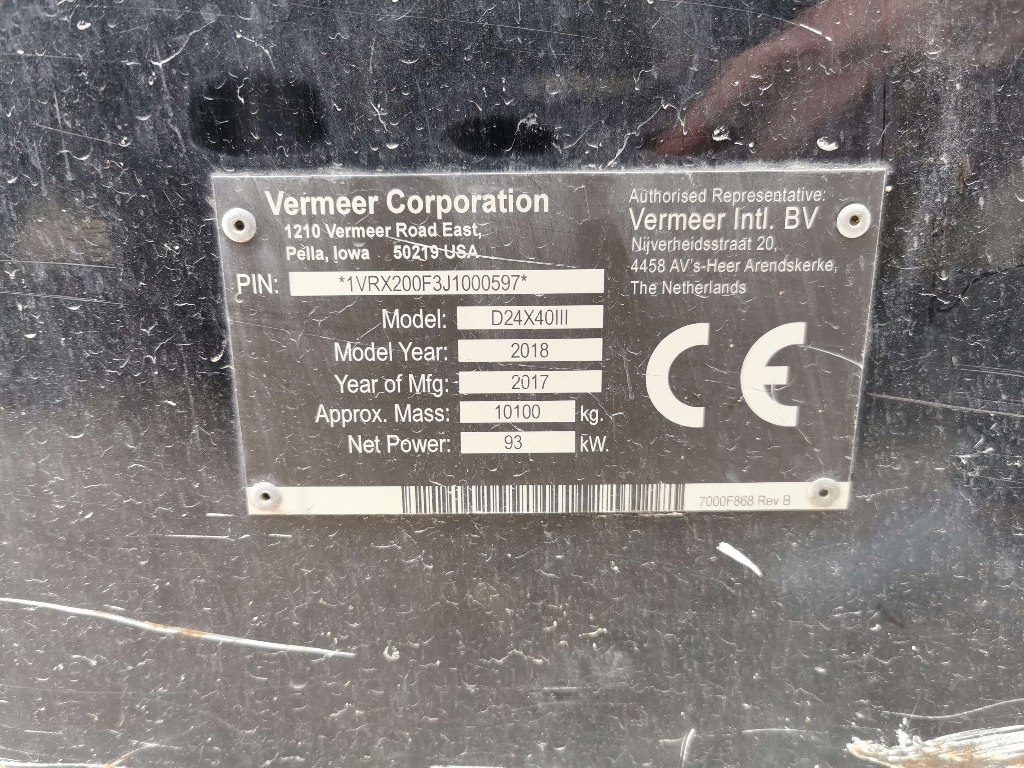 Vermeer Corporation
1210 Vermeer Road East,
Pella, Iowa 50219 USA
Authorised Representative:
Vermeer Intl. BV
Nijverheidsstraat 20,
4458 AV's-Heer Arendskerke,
The Netherlands
PIN: *1VRX200F3J1000597*
Model: D24X40III
Model Year: 2018
Year of Mfg: 2017
Approx. Mass: 10100 kg.
Net Power: 93 kW.
CE
7000F868 Rev B